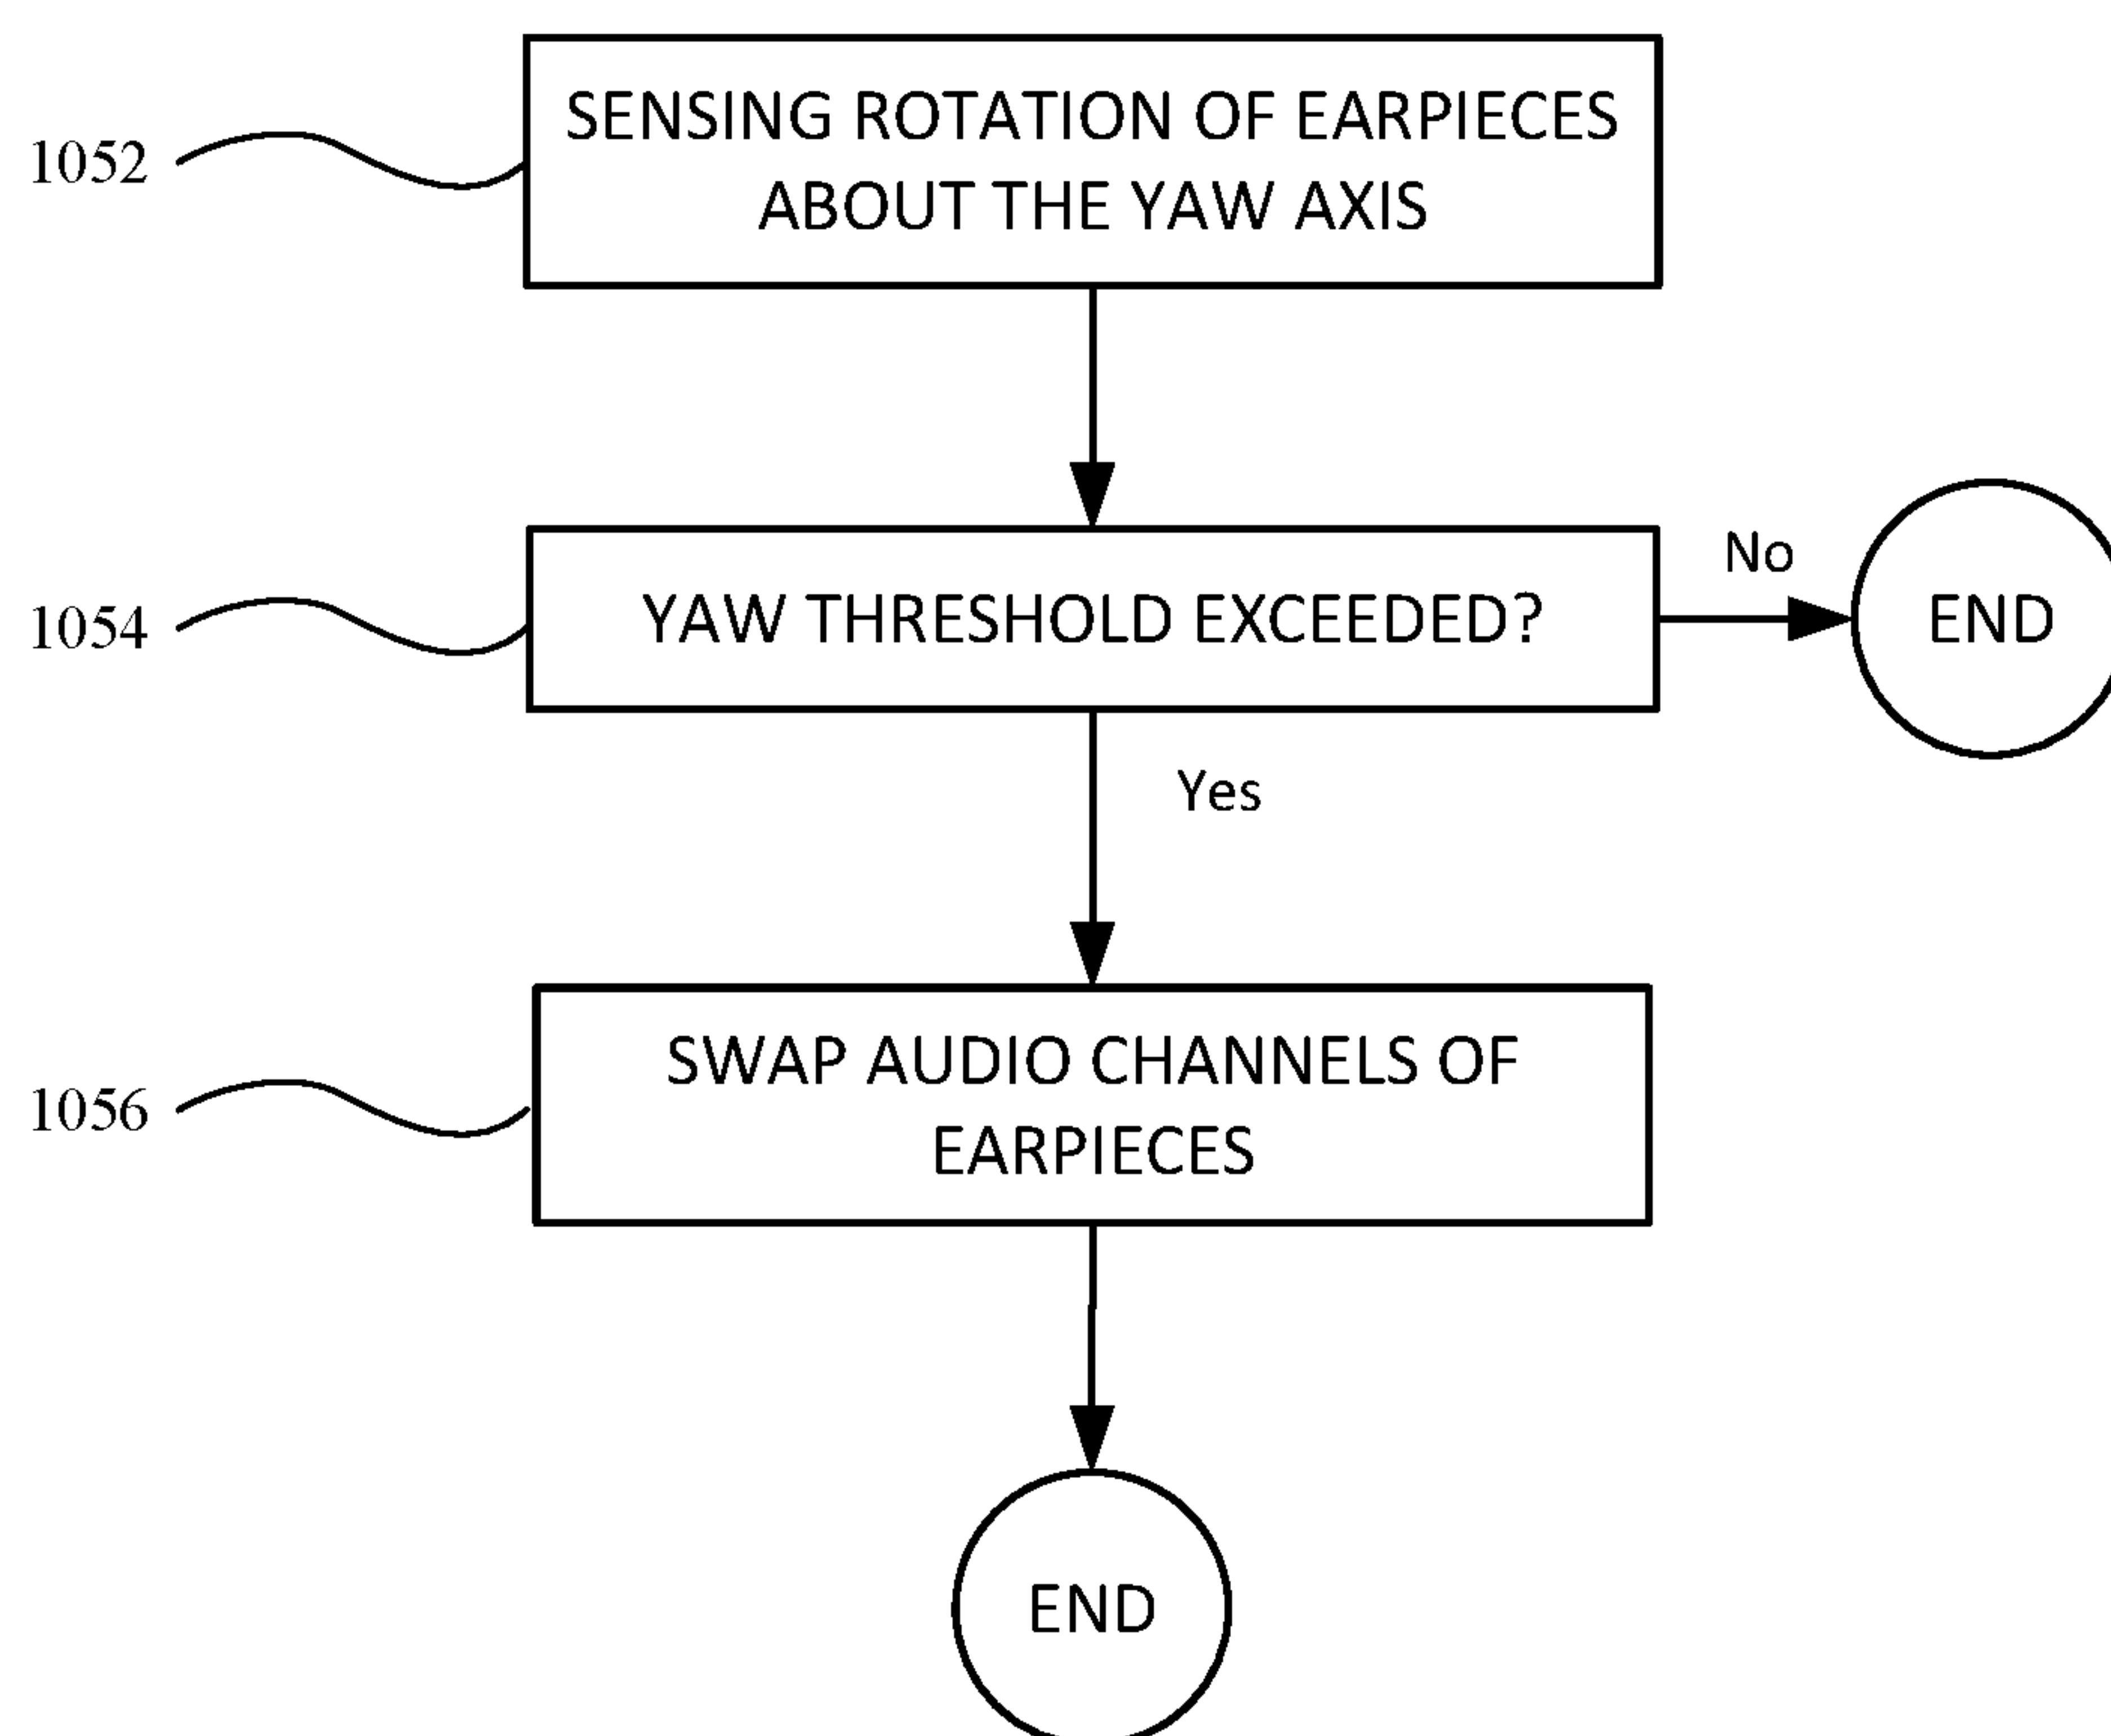 1052
SENSING ROTATION OF EARPIECES
ABOUT THE YAW AXIS
1054
YAW THRESHOLD EXCEEDED?
No
END
Yes
1056
SWAP AUDIO CHANNELS OF
EARPIECES
END